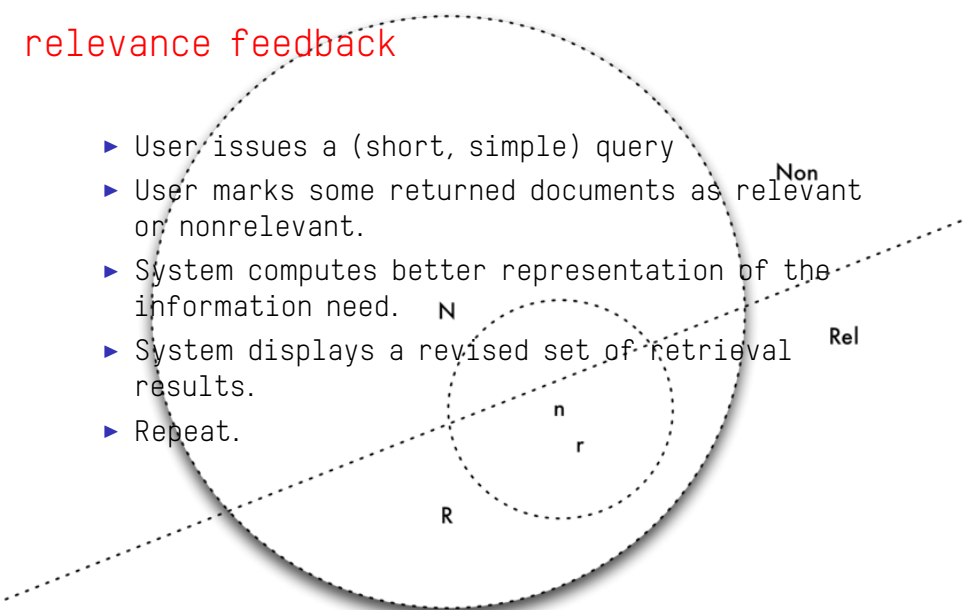 relevance feedback
▶ User issues a (short, simple) query
Non
▶ User marks some returned documents as relevant
or nonrelevant.
▶ System computes better representation of the
information need.
N
Rel
▶ System displays a revised set of retrieval
results.
n
▶ Repeat.
r
R